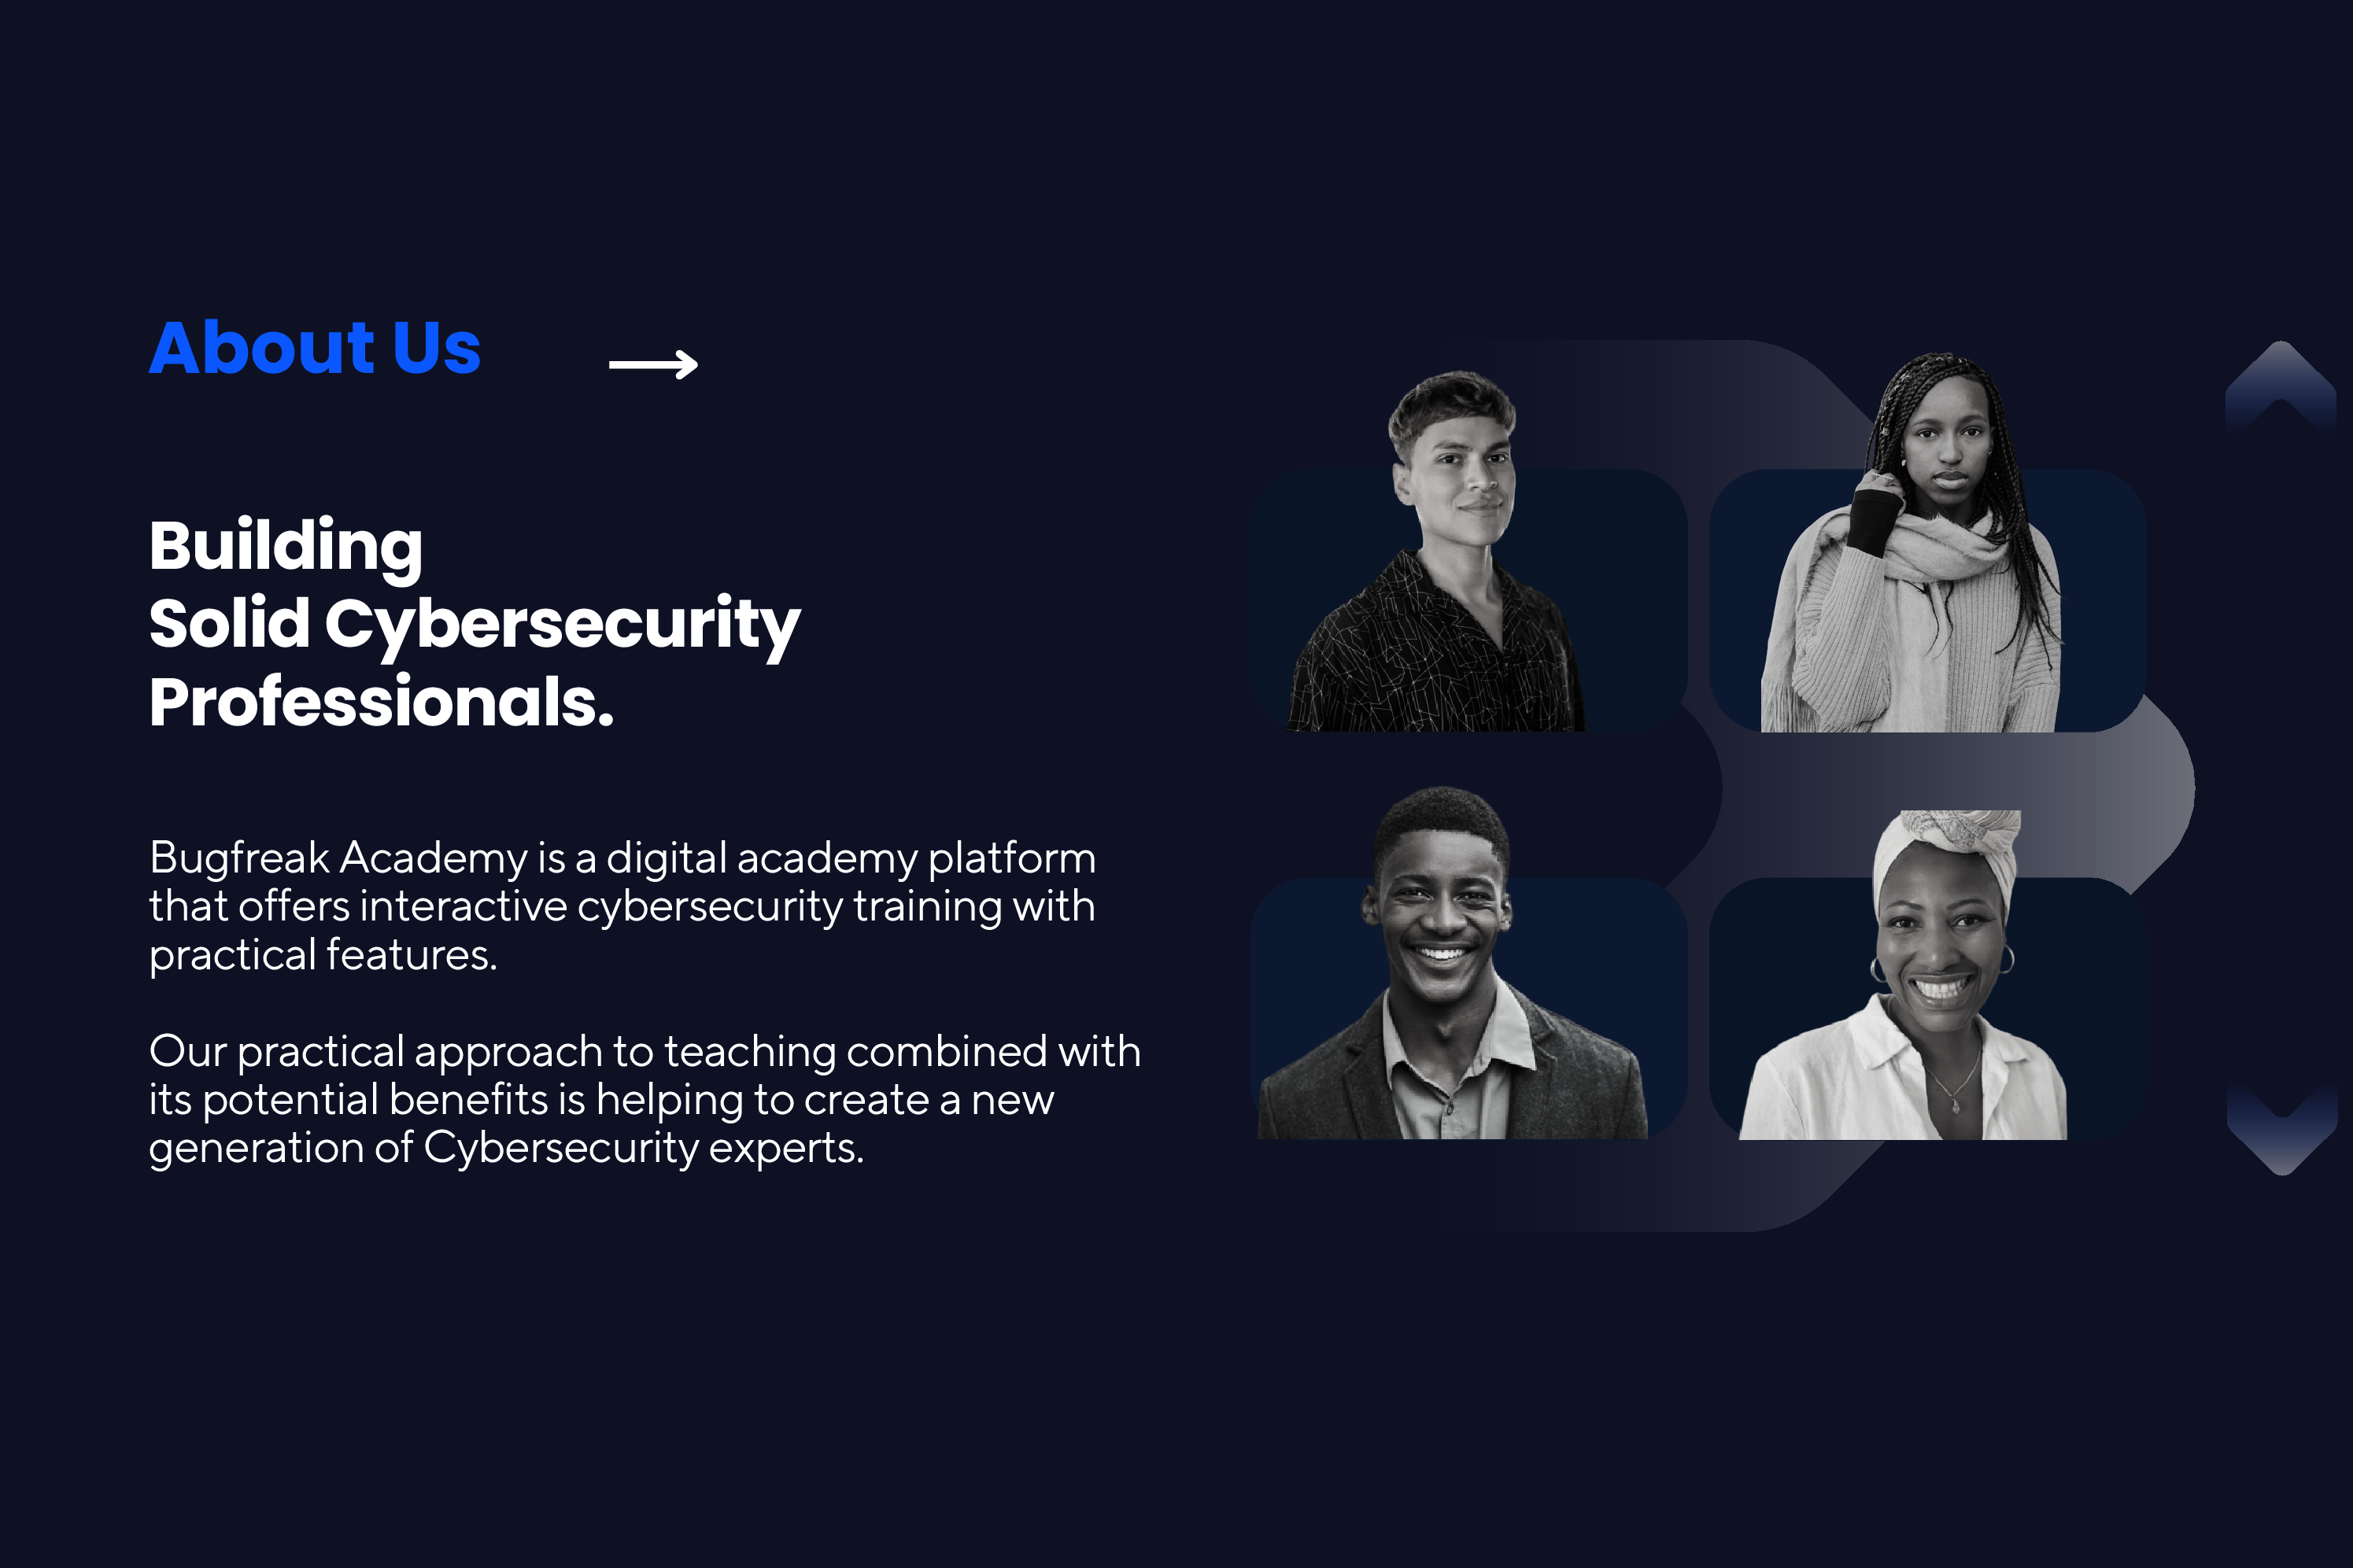 About Us
Building
Solid Cybersecurity
Professionals.
Bugfreak Academy is a digital academy platform
that offers interactive cybersecurity training with
practical features.
Our practical approach to teaching combined with
its potential benefits is helping to create a new
generation of Cybersecurity experts.